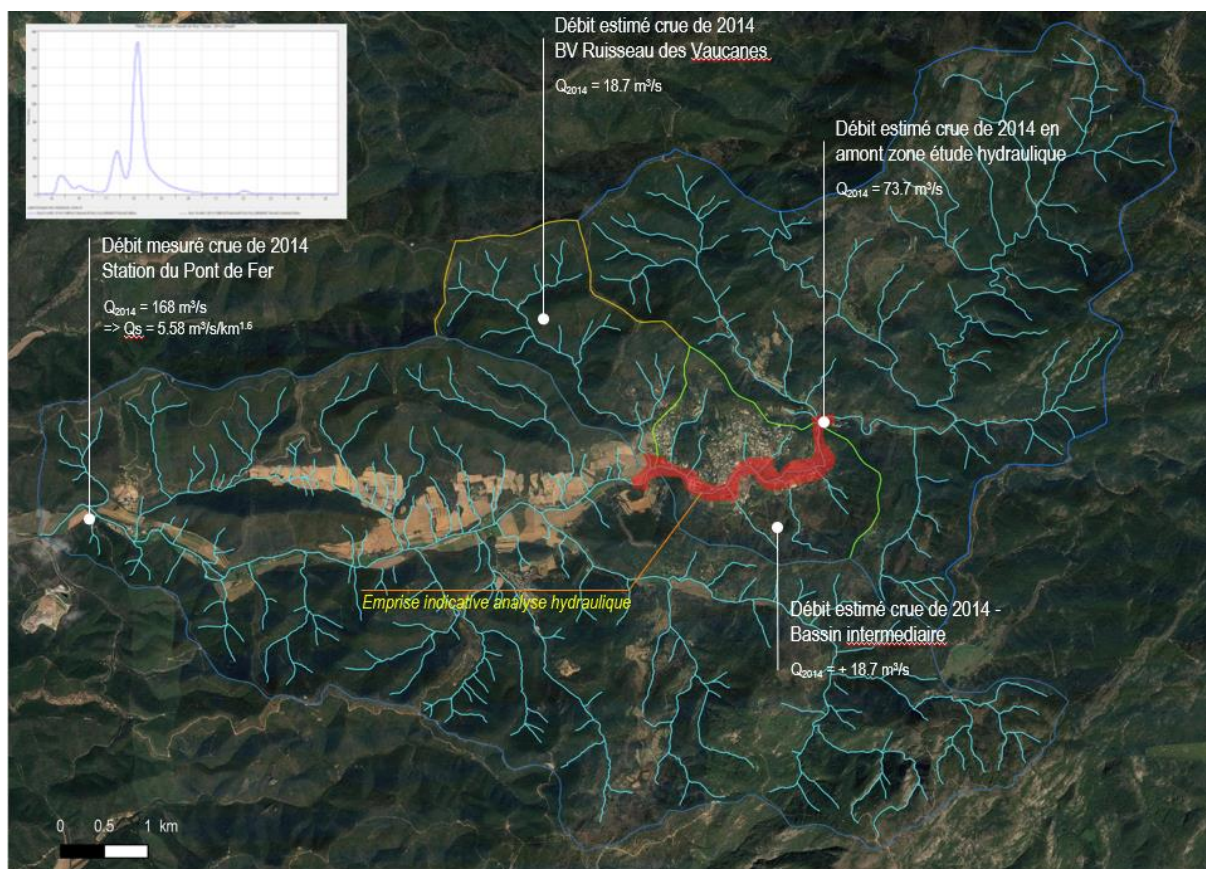 Débit estimé crue de 2014
BV Ruisseau des Vaucanes
Q2014 = 18.7 m³/s
Débit estimé crue de 2014 en
amont zone étude hydraulique
Q2014 = 73.7 m³/s
Débit mesuré crue de 2014
Station du Pont de Fer
Q2014 = 168 m³/s
=> Qs = 5.58 m³/s/km1.6
Emprise indicative analyse hydraulique
Débit estimé crue de 2014 -
Bassin intermediaire
Q2014 = + 18.7 m³/s
0 0.5 1 km